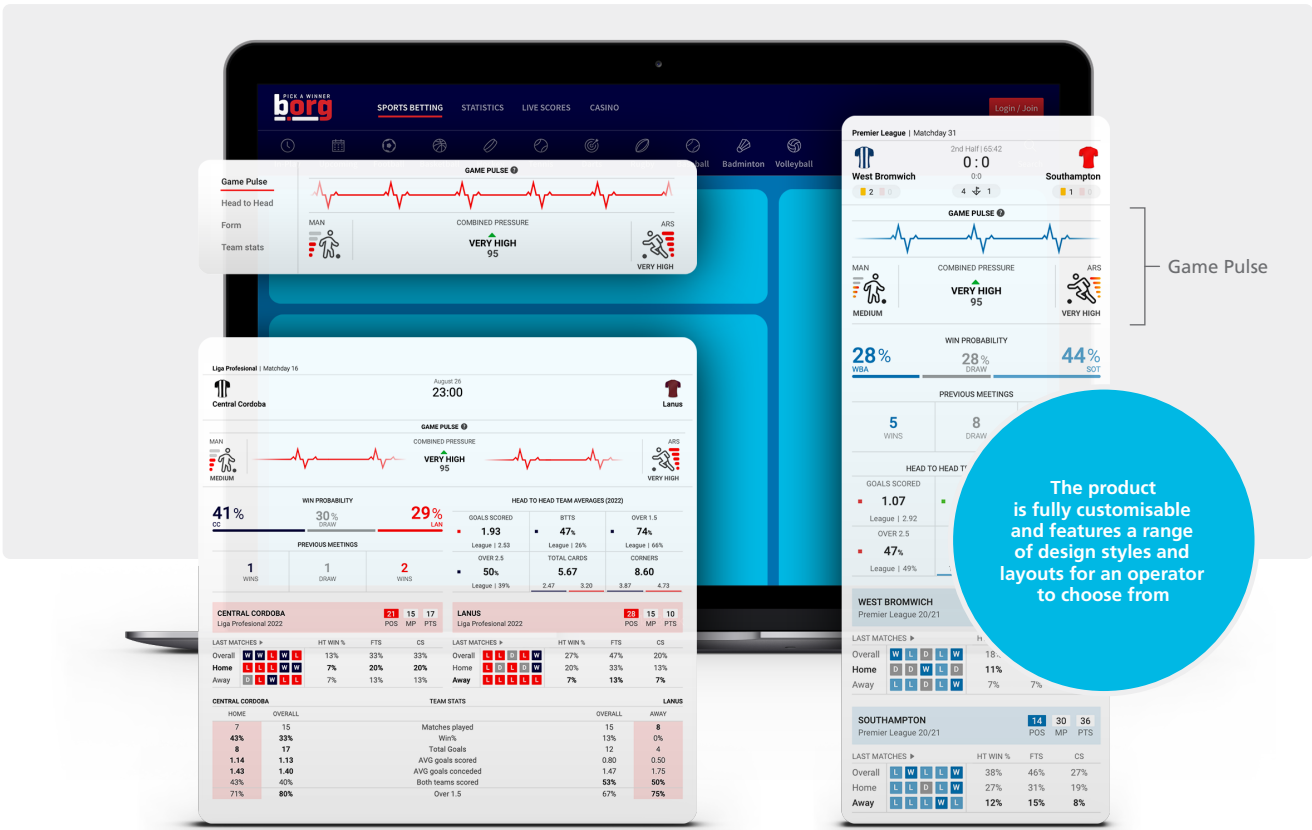 PICK A WINNER
borg
SPORTS BETTING STATISTICS LIVE SCORES CASINO
Login / Join
ball Badminton Volleyball
Game Pulse
Head to Head
Form
Team stats
GAME PULSE ?
MAN COMBINED PRESSURE ARS
VERY HIGH
95
VERY HIGH
Liga Profesional | Matchday 16
August 26
23:00
Central Cordoba Lanus
GAME PULSE ?
MAN COMBINED PRESSURE ARS
VERY HIGH
95
MEDIUM VERY HIGH
WIN PROBABILITY
41% 30% 29%
CC DRAW LAN
PREVIOUS MEETINGS
1 1 2
WINS DRAW WINS
HEAD TO HEAD TEAM AVERAGES (2022)
GOALS SCORED BTTS OVER 1.5
1.93 47% 74%
League | 2.53 League | 26% League | 66%
OVER 2.5 TOTAL CARDS CORNERS
50% 5.67 8.60
League | 39% 2.47 3.20 3.87 4.73
CENTRAL CORDOBA 21 15 17
Liga Profesional 2022 POS MP PTS
LAST MATCHES HT WIN % FTS CS
Overall W W L W L 13% 33% 33%
Home L L L W W 7% 20% 20%
Away D L W L L 7% 13% 13%
LANUS 28 15 10
Liga Profesional 2022 POS MP PTS
LAST MATCHES HT WIN % FTS CS
Overall L L D L W 27% 47% 20%
Home L D L D W 20% 33% 13%
Away L L L L L 7% 13% 7%
CENTRAL CORDOBA TEAM STATS LANUS
HOME OVERALL OVERALL AWAY
7 15 Matches played 15 8
43% 33% Win% 13% 0%
8 17 Total Goals 12 4
1.14 1.13 AVG goals scored 0.80 0.50
1.43 1.40 AVG goals conceded 1.47 1.75
43% 40% Both teams scored 53% 50%
71% 80% Over 1.5 67% 75%
Premier League | Matchday 31
2nd Half | 65:42
0 : 0
West Bromwich 0:0 Southampton
2 0 4 1 1 0
GAME PULSE ?
MAN COMBINED PRESSURE ARS
VERY HIGH
95
MEDIUM VERY HIGH
WIN PROBABILITY
28% 28% 44%
WBA DRAW SOT
PREVIOUS MEETINGS
5 8
WINS DRAW
HEAD TO HEAD
GOALS SCORED
1.07
League | 2.92
OVER 2.5
47%
League | 49%
WEST BROMWICH
Premier League 20/21
LAST MATCHES
Overall W L D L W 18
Home D D W L D 11%
Away L L D L W 7% 7%
SOUTHAMPTON 14 30 36
Premier League 20/21 POS MP PTS
LAST MATCHES HT WIN % FTS CS
Overall L W L L W 38% 46% 27%
Home L L D L W 27% 31% 19%
Away L L L W L 12% 15% 8%
Game Pulse
The product
is fully customisable
and features a range
of design styles and
layouts for an operator
to choose from